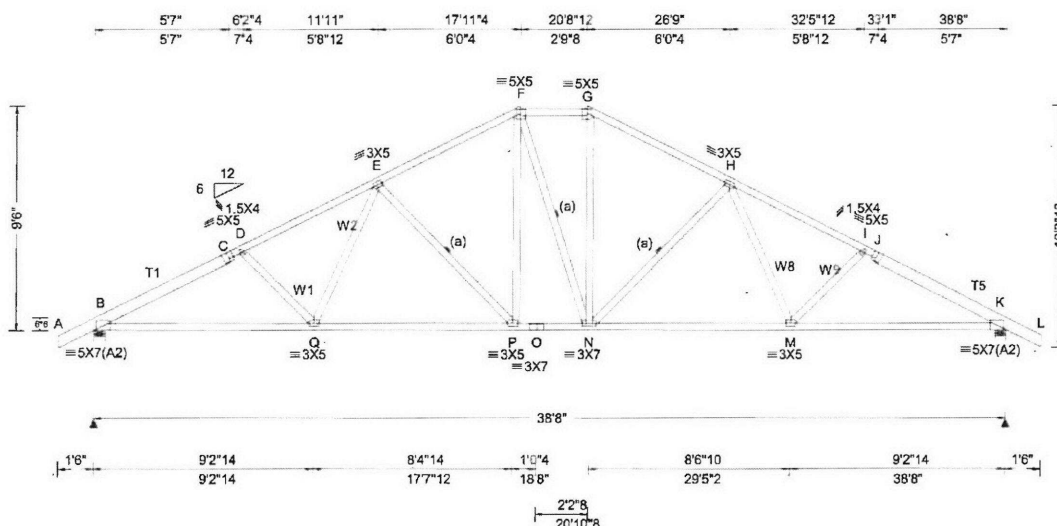 5'7" 6'2"4 11'11" 17'11"4 20'8"12 26'9" 32'5"12 33'1" 38'8"
5'7" 7"4 5'8"12 6'0"4 2'9"8 6'0"4 5'8"12 7"4 5'7"
≡5X5 ≡5X5
F G
≡3X5 ≡3X5
E H
12
6
1.5X4 1.5X4
≡5X5 ≡5X5
9'6"
D I
C J
W2 (a) (a) (a) W8
T1 W1 W9 T5
B K
A 6"6 L
≡5X7(A2) Q P O N M ≡5X7(A2)
≡3X5 ≡3X5 ≡3X7 ≡3X5
≡3X7
38'8"
1'6" 9'2"14 8'4"14 1'0"4 8'6"10 9'2"14 1'6"
9'2"14 17'7"12 18'8" 29'5"2 38'8"
2'2"8
20'10"8